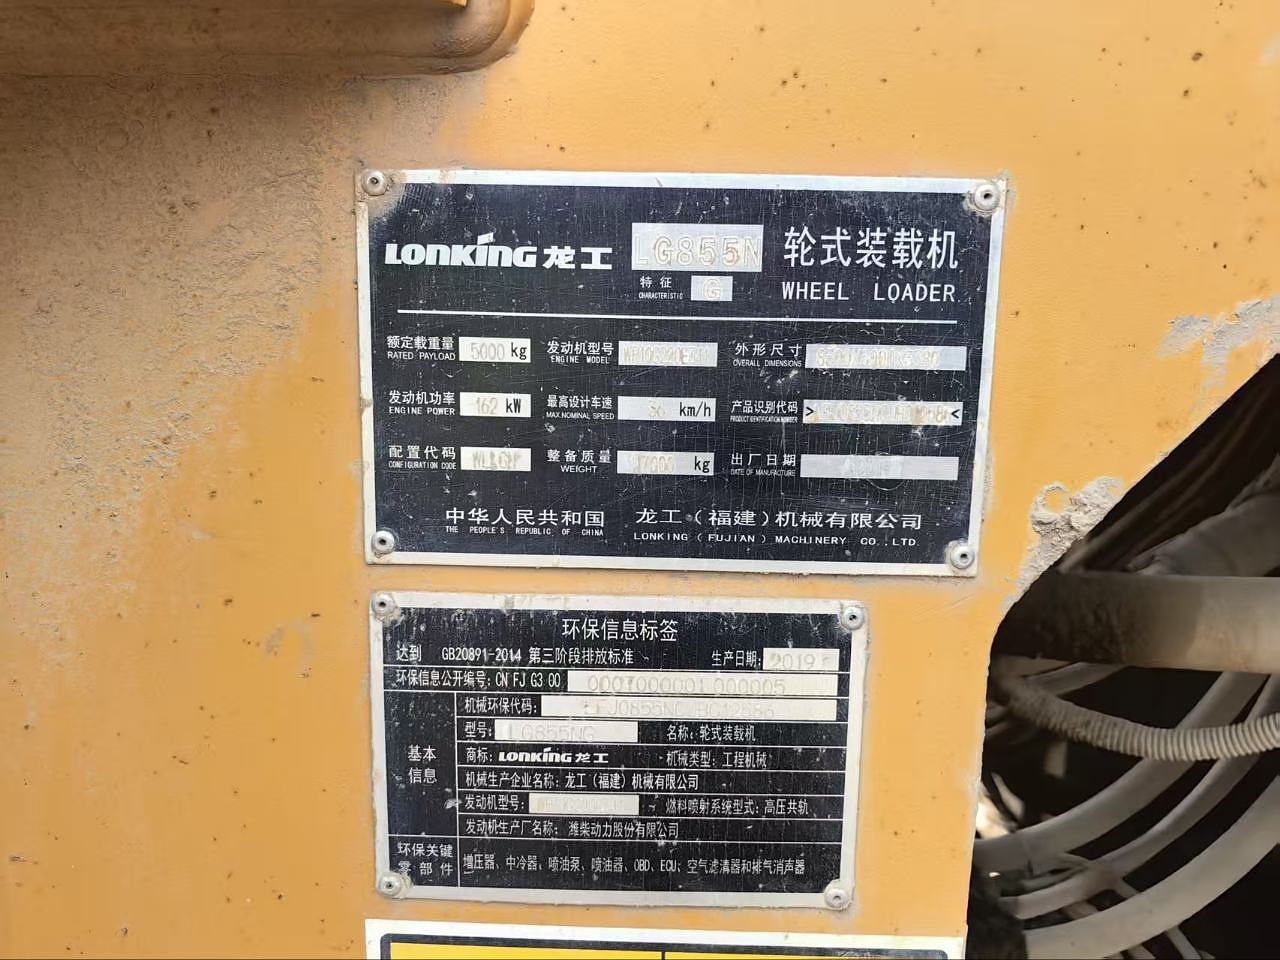 LONKING 龙工 LG855N 轮式装载机
特征 G
CHARACTERISTIC
WHEEL LOADER
额定载重量 5000 kg 发动机型号 外形尺寸
RATED PAYLOAD ENGINE MODEL OVERALL DIMENSIONS
发动机功率 162 kW 最高设计车速 36 km/h 产品识别代码 > <
ENGINE POWER MAX.NOMINAL SPEED PRODUCT IDENTIFICATION NUMBER
配置代码 整备质量 17000 kg 出厂日期
CONFIGURATION CODE WEIGHT DATE OF MANUFACTURE
中华人民共和国 龙工（福建）机械有限公司
THE PEOPLE'S REPUBLIC OF CHINA LONKING (FUJIAN) MACHINERY CO.,LTD.
环保信息标签
达到 GB20891-2014 第三阶段排放标准 生产日期: 2019
环保信息公开编号: CN FJ G3 00 0001000001 000005
机械环保代码:
型号: LG855NG 名称: 轮式装载机
基本信息
商标: LONKING 龙工 机械类型: 工程机械
机械生产企业名称: 龙工（福建）机械有限公司
发动机型号: 燃料喷射系统型式: 高压共轨
发动机生产厂名称: 潍柴动力股份有限公司
环保关键零部件 增压器、中冷器、喷油泵、喷油器、OBD、ECU; 空气滤清器和排气消声器